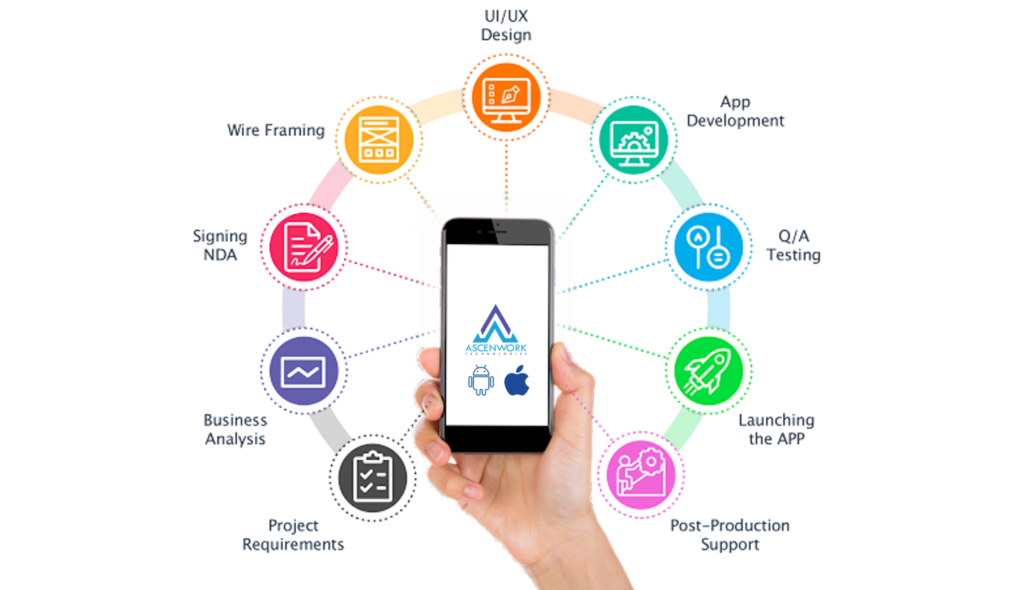 UI/UX
Design
App
Development
Wire Framing
Signing
NDA
Q/A
Testing
ASCENWORK
TECHNOLOGIES
Business
Analysis
Launching
the APP
Project
Requirements
Post-Production
Support